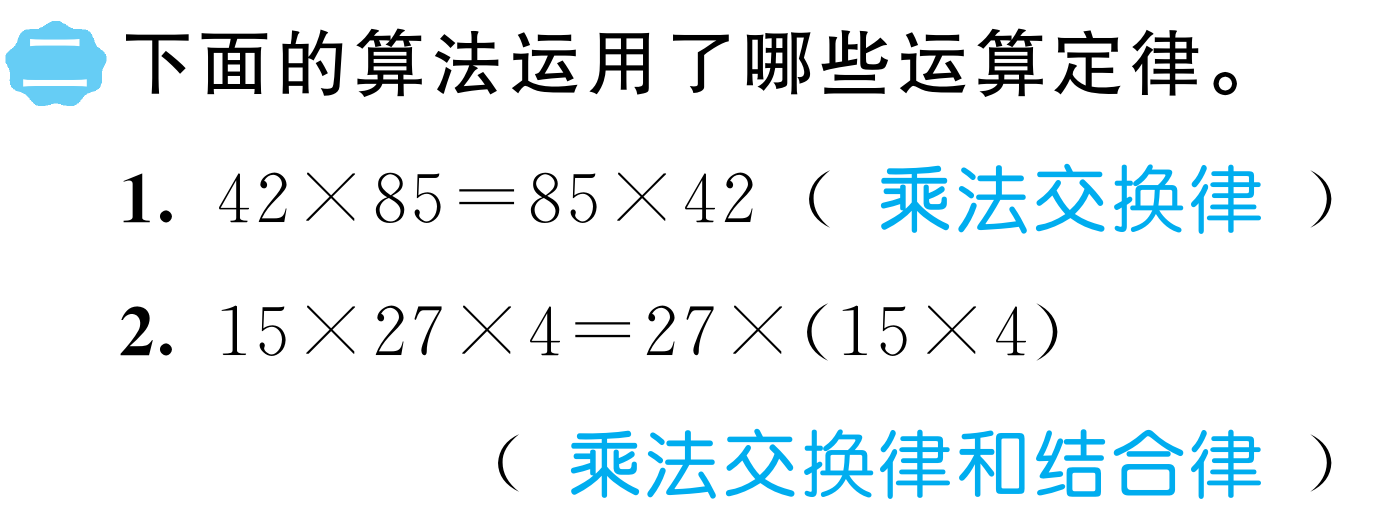 二 下面的算法运用了哪些运算定律。
1. 42×85=85×42（ 乘法交换律 ）
2. 15×27×4=27×(15×4)
（ 乘法交换律和结合律 ）